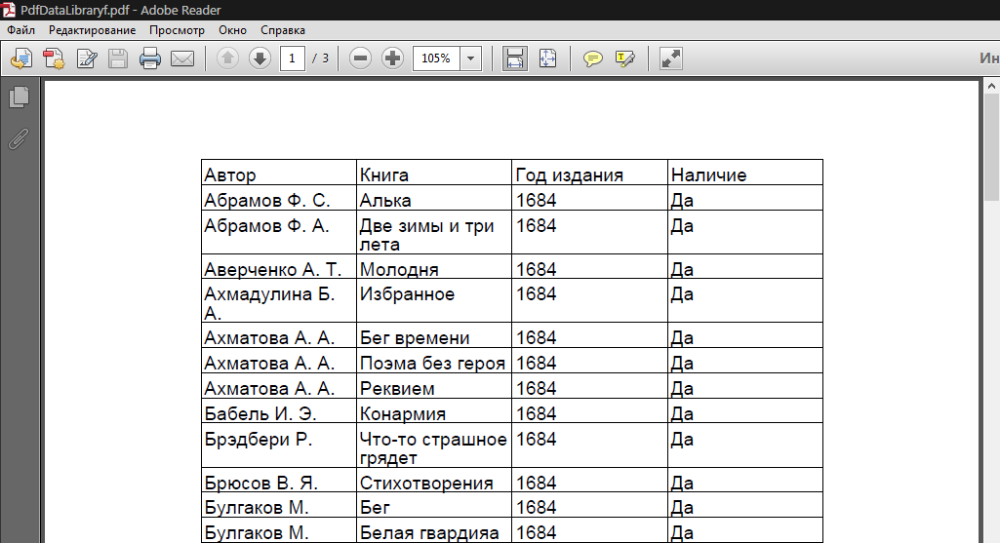 PdfDataLibraryf.pdf - Adobe Reader
Файл Редактирование Просмотр Окно Справка
1 / 3 105% Ин
Автор Книга Год издания Наличие
Абрамов Ф. С. Алька 1684 Да
Абрамов Ф. А. Две зимы и три 1684 Да
лета
Аверченко А. Т. Молодня 1684 Да
Ахмадулина Б. Избранное 1684 Да
А.
Ахматова А. А. Бег времени 1684 Да
Ахматова А. А. Поэма без героя 1684 Да
Ахматова А. А. Реквием 1684 Да
Бабель И. Э. Конармия 1684 Да
Брэдбери Р. Что-то страшное 1684 Да
грядет
Брюсов В. Я. Стихотворения 1684 Да
Булгаков М. Бег 1684 Да
Булгаков М. Белая гвардияа 1684 Да